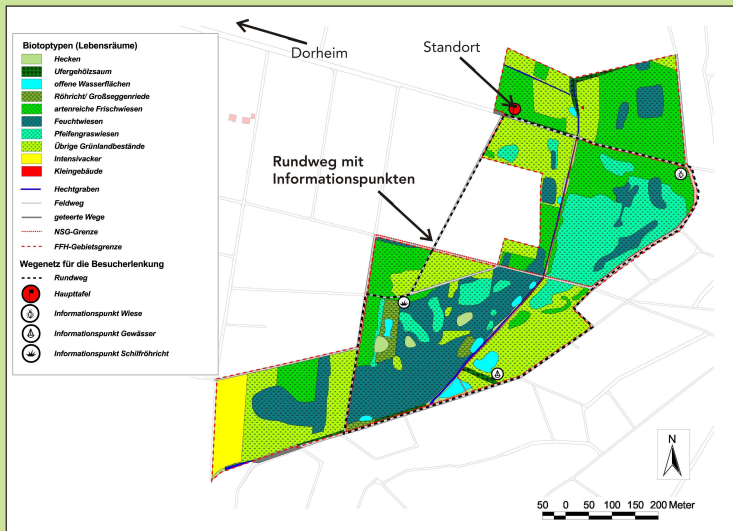 Dorheim
Standort
Rundweg mit
Informationspunkten
Biotoptypen (Lebensräume)
Hecken
Ufergehölzsaum
offene Wasserflächen
Röhricht/ Großseggenriede
artenreiche Frischwiesen
Feuchtwiesen
Pfeifengraswiesen
Übrige Grünlandbestände
Intensivacker
Kleingebäude
Hechtgraben
Feldweg
geteerte Wege
NSG-Grenze
FFH-Gebietsgrenze
Wegenetz für die Besucherlenkung
Rundweg
Haupttafel
Informationspunkt Wiese
Informationspunkt Gewässer
Informationspunkt Schilfröhricht
N
50 0 50 100 150 200 Meter